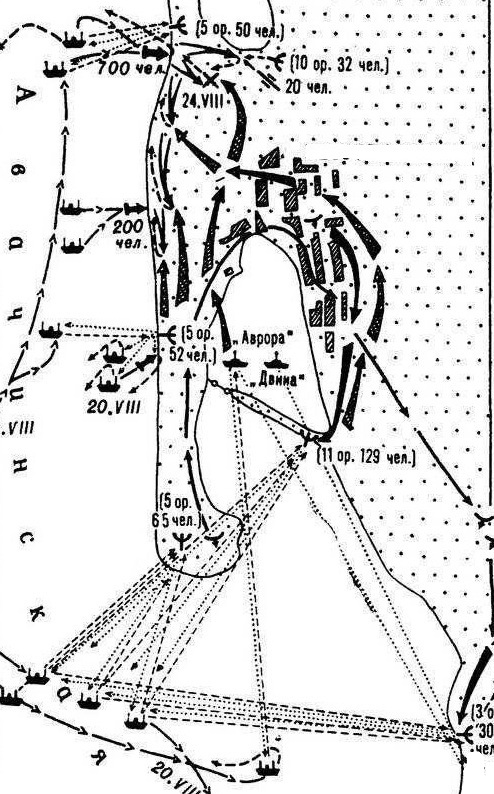 (5 ор. 50 чел.)
700 чел.
(10 ор. 32 чел.)
20 чел.
24.VIII
200
чел.
(5 ор.
52 чел.)
„Аврора"
„Двина"
20.VIII
.VIII
(11 ор. 129 чел.)
(5 ор.
65 чел.)
(3 о
30
чел
20.VIII
Авачинская